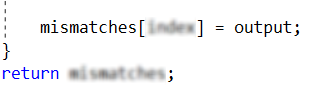 mismatches[] = output;
}
return ;